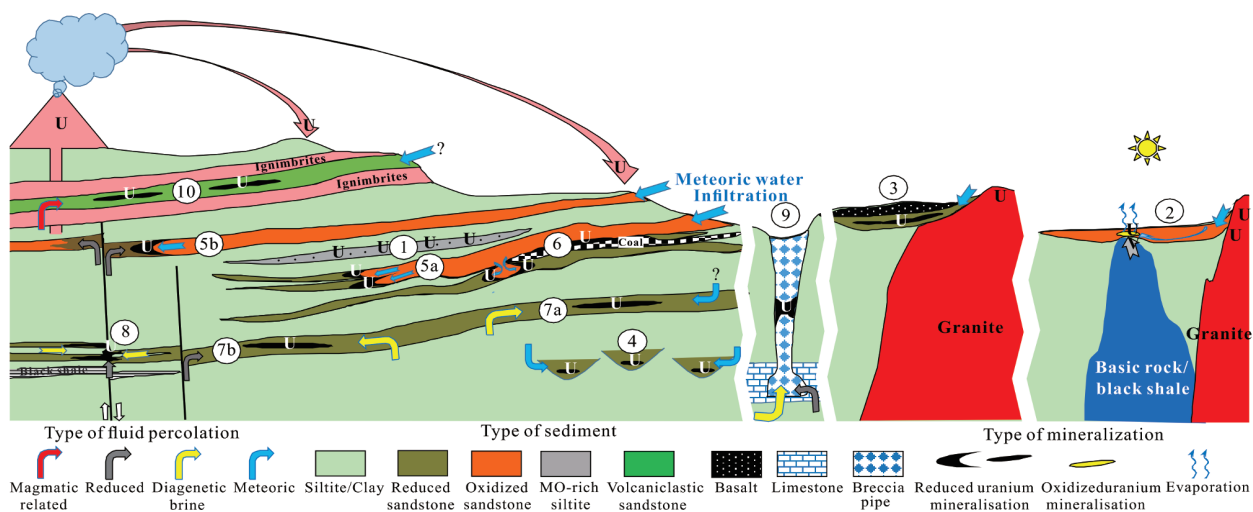 U
U
U
?
Ignimbrites
U
U
10
Ignimbrites
Meteoric water
Infiltration
U
5b
U
U
U
U
1
5a
U
U
U
6
Coal
U
9
U
3
U
U
2
U
U
U
?
7a
U
8
U
7b
U
4
U
U
U
Black shale
Granite
Basic rock/
black shale
Granite
Type of fluid percolation
Type of sediment
Type of mineralization
Magmatic
related
Reduced
Diagenetic
brine
Meteoric
Siltite/Clay
Reduced
sandstone
Oxidized
sandstone
MO-rich
siltite
Volcaniclastic
sandstone
Basalt
Limestone
Breccia
pipe
Reduced uranium
mineralisation
Oxidizeduranium
mineralisation
Evaporation